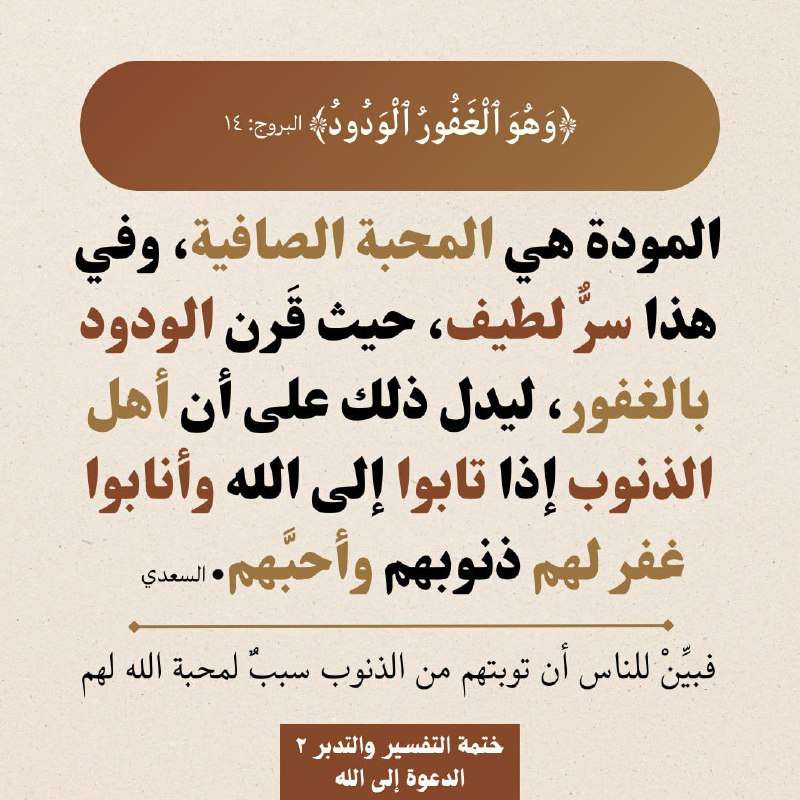 ﴿وَهُوَ ٱلْغَفُورُ ٱلْوَدُودُ﴾ البروج: ١٤
المودة هي المحبة الصافية، وفي
هذا سرٌّ لطيف، حيث قَرن الودود
بالغفور، ليدل ذلك على أن أهل
الذنوب إذا تابوا إلى الله وأنابوا
غفر لهم ذنوبهم وأحبَّهم • السعدي
فبيِّنْ للناس أن توبتهم من الذنوب سببٌ لمحبة الله لهم
ختمة التفسير والتدبر ٢
الدعوة إلى الله